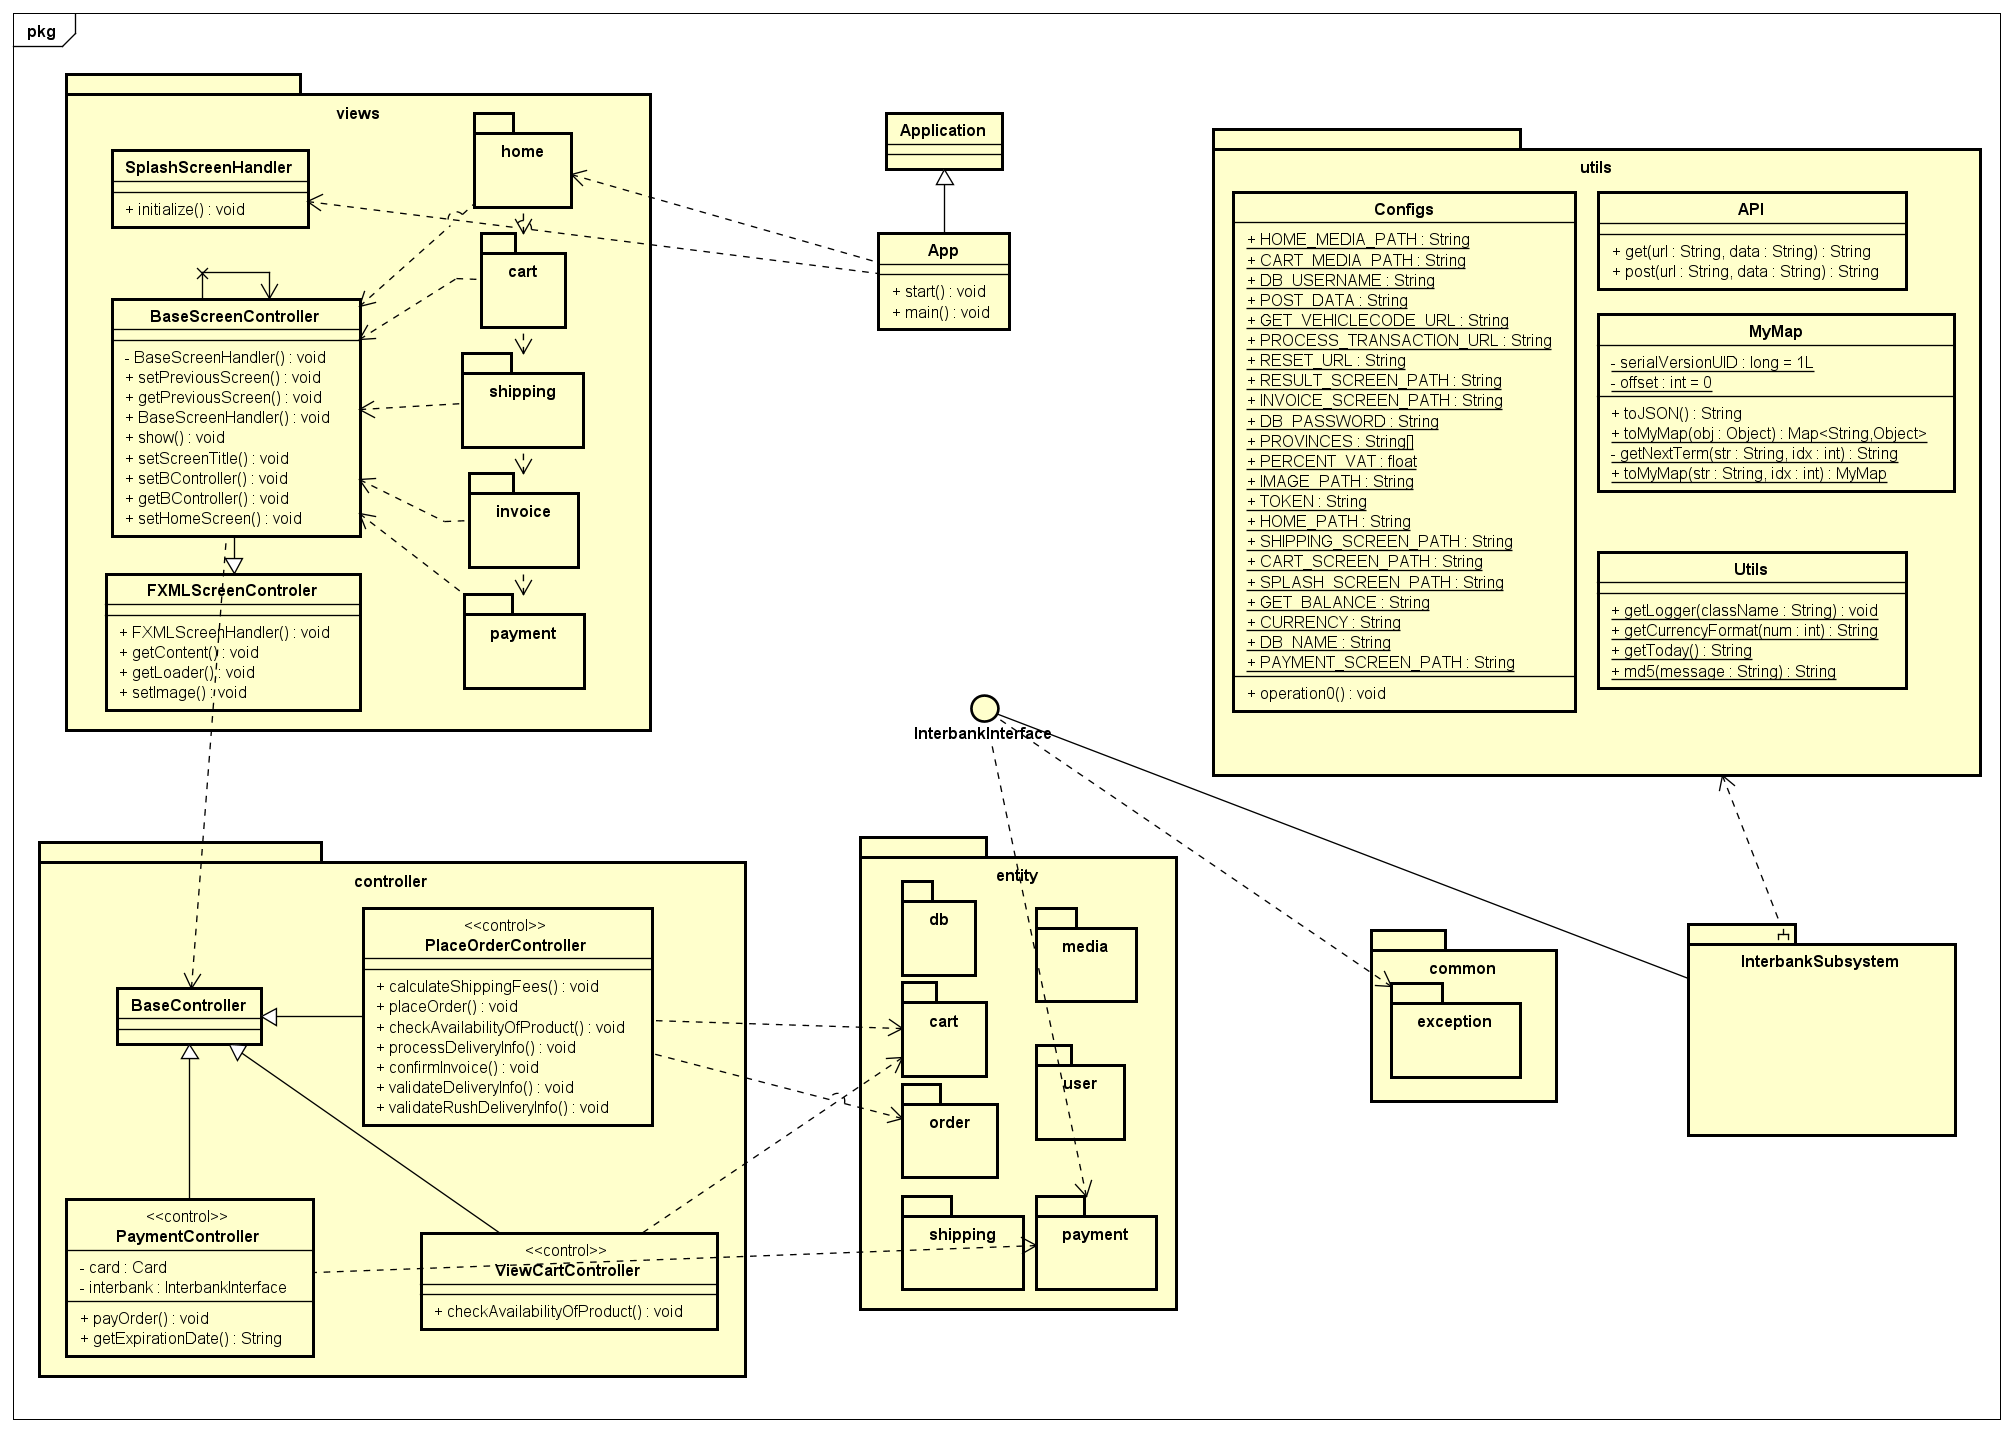 pkg
views
SplashScreenHandler
+ initialize() : void
BaseScreenController
- BaseScreenHandler() : void
+ setPreviousScreen() : void
+ getPreviousScreen() : void
+ BaseScreenHandler() : void
+ show() : void
+ setScreenTitle() : void
+ setBController() : void
+ getBController() : void
+ setHomeScreen() : void
FXMLScreenControler
+ FXMLScreenHandler() : void
+ getContent() : void
+ getLoader() : void
+ setImage() : void
home
cart
shipping
invoice
payment
Application
App
+ start() : void
+ main() : void
utils
Configs
+ HOME_MEDIA_PATH : String
+ CART_MEDIA_PATH : String
+ DB_USERNAME : String
+ POST_DATA : String
+ GET_VEHICLECODE_URL : String
+ PROCESS_TRANSACTION_URL : String
+ RESET_URL : String
+ RESULT_SCREEN_PATH : String
+ INVOICE_SCREEN_PATH : String
+ DB_PASSWORD : String
+ PROVINCES : String[]
+ PERCENT_VAT : float
+ IMAGE_PATH : String
+ TOKEN : String
+ HOME_PATH : String
+ SHIPPING_SCREEN_PATH : String
+ CART_SCREEN_PATH : String
+ SPLASH_SCREEN_PATH : String
+ GET_BALANCE : String
+ CURRENCY : String
+ DB_NAME : String
+ PAYMENT_SCREEN_PATH : String
+ operation0() : void
API
+ get(url : String, data : String) : String
+ post(url : String, data : String) : String
MyMap
- serialVersionUID : long = 1L
- offset : int = 0
+ toJSON() : String
+ toMyMap(obj : Object) : Map<String,Object>
- getNextTerm(str : String, idx : int) : String
+ toMyMap(str : String, idx : int) : MyMap
Utils
+ getLogger(className : String) : void
+ getCurrencyFormat(num : int) : String
+ getToday() : String
+ md5(message : String) : String
InterbankInterface
controller
<<control>>
PlaceOrderController
+ calculateShippingFees() : void
+ placeOrder() : void
+ checkAvailabilityOfProduct() : void
+ processDeliveryInfo() : void
+ confirmInvoice() : void
+ validateDeliveryInfo() : void
+ validateRushDeliveryInfo() : void
BaseController
<<control>>
PaymentController
- card : Card
- interbank : InterbankInterface
+ payOrder() : void
+ getExpirationDate() : String
<<control>>
ViewCartController
+ checkAvailabilityOfProduct() : void
entity
db
media
cart
user
order
shipping
payment
common
exception
InterbankSubsystem